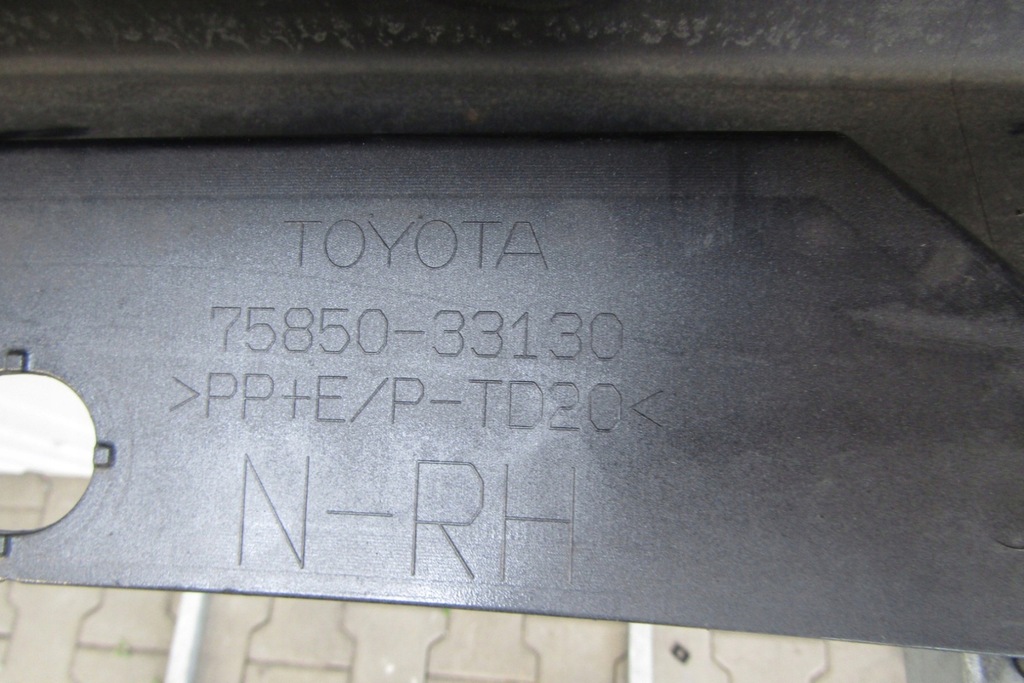 TOYOTA
75850-33130
>PP+E/P-TD20<
N-RH